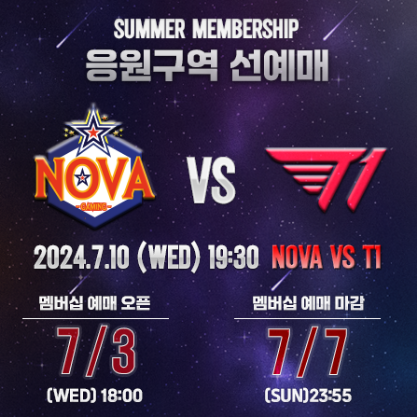 SUMMER MEMBERSHIP
응원구역 선예매
NOVA
-GAMING-
VS
T1
2024.7.10 (WED) 19:30 NOVA VS T1
멤버십 예매 오픈
7/3
(WED) 18:00
멤버십 예매 마감
7/7
(SUN)23:55